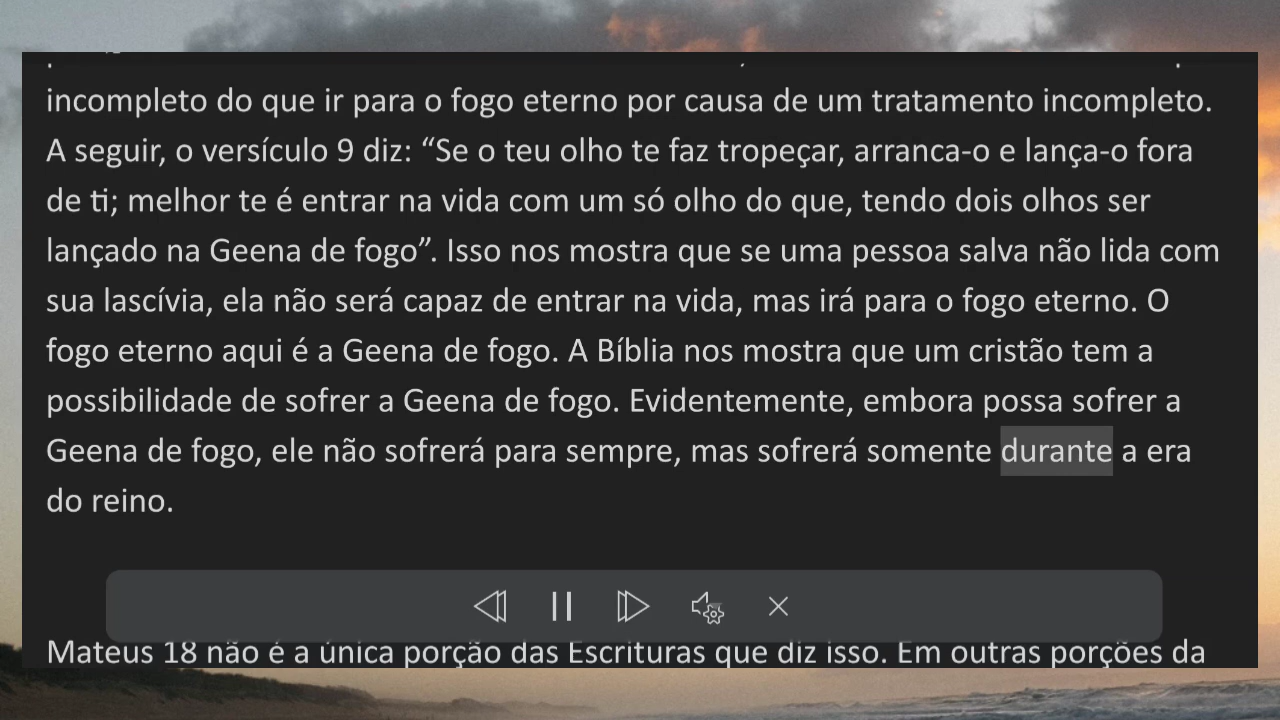 incompleto do que ir para o fogo eterno por causa de um tratamento incompleto.
A seguir, o versículo 9 diz: “Se o teu olho te faz tropeçar, arranca-o e lança-o fora
de ti; melhor te é entrar na vida com um só olho do que, tendo dois olhos ser
lançado na Geena de fogo”. Isso nos mostra que se uma pessoa salva não lida com
sua lascívia, ela não será capaz de entrar na vida, mas irá para o fogo eterno. O
fogo eterno aqui é a Geena de fogo. A Bíblia nos mostra que um cristão tem a
possibilidade de sofrer a Geena de fogo. Evidentemente, embora possa sofrer a
Geena de fogo, ele não sofrerá para sempre, mas sofrerá somente durante a era
do reino.
Mateus 18 não é a única porção das Escrituras que diz isso. Em outras porções da